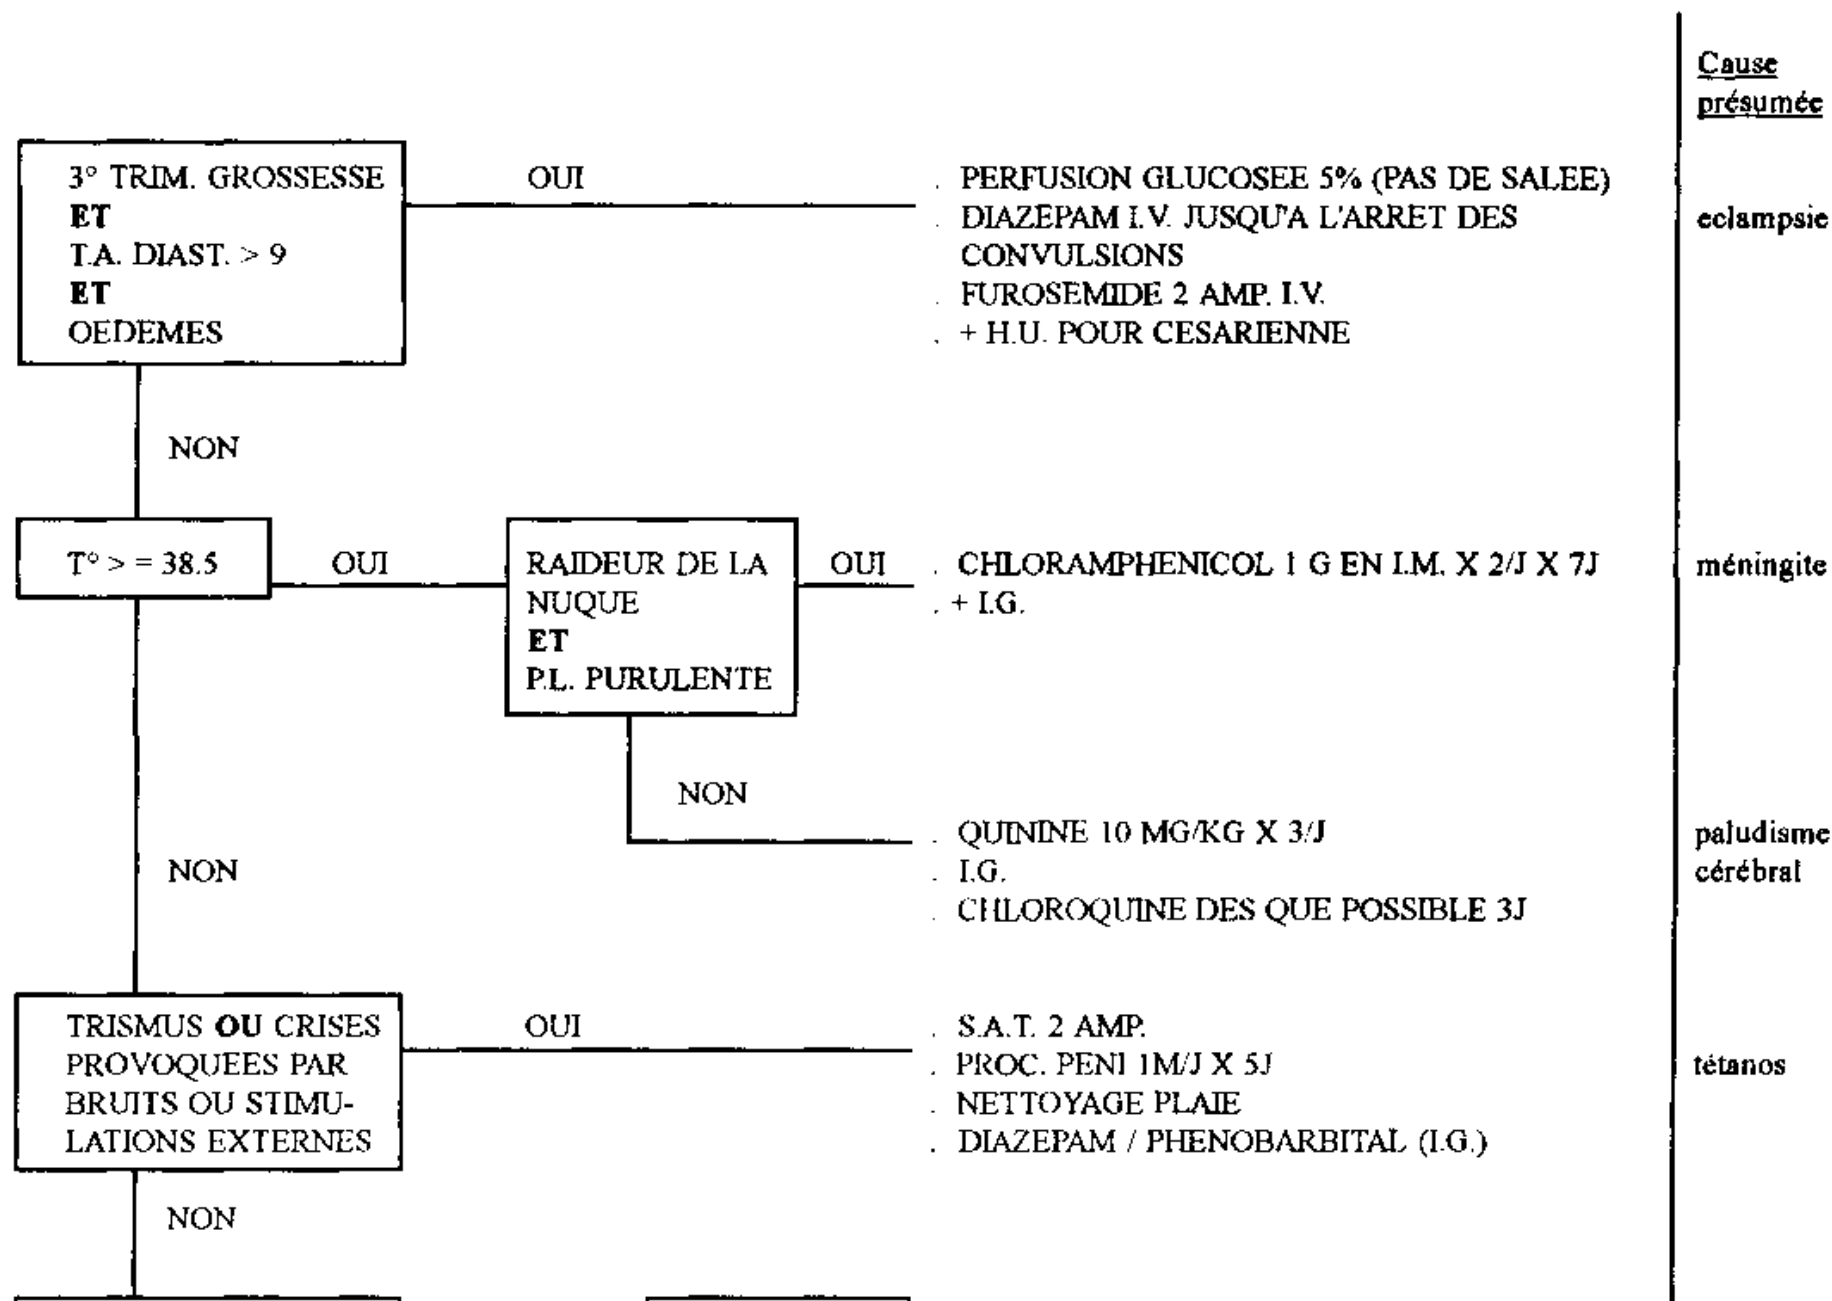 Cause
présumée
3° TRIM. GROSSESSE
ET
T.A. DIAST. > 9
ET
OEDEMES
OUI
. PERFUSION GLUCOSEE 5% (PAS DE SALEE)
. DIAZEPAM I.V. JUSQU'A L'ARRET DES
CONVULSIONS
. FUROSEMIDE 2 AMP. I.V.
. + H.U. POUR CESARIENNE
eclampsie
NON
T° > = 38.5
OUI
RAIDEUR DE LA
NUQUE
ET
P.L. PURULENTE
OUI
. CHLORAMPHENICOL 1 G EN I.M. X 2/J X 7J
. + I.G.
méningite
NON
. QUININE 10 MG/KG X 3/J
. I.G.
. CHLOROQUINE DES QUE POSSIBLE 3J
paludisme
cérébral
NON
TRISMUS OU CRISES
PROVOQUEES PAR
BRUITS OU STIMU-
LATIONS EXTERNES
OUI
. S.A.T. 2 AMP.
. PROC. PENI 1M/J X 5J
. NETTOYAGE PLAIE
. DIAZEPAM / PHENOBARBITAL (I.G.)
tétanos
NON